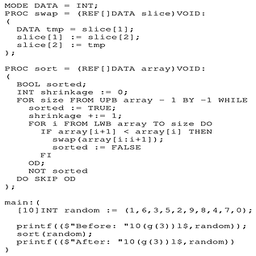 MODE DATA = INT;
PROC swap = (REF[]DATA slice)VOID:
(
DATA tmp = slice[1];
slice[1] := slice[2];
slice[2] := tmp
);
PROC sort = (REF[]DATA array)VOID:
(
BOOL sorted;
INT shrinkage := 0;
FOR size FROM UPB array - 1 BY -1 WHILE
sorted := TRUE;
shrinkage +:= 1;
FOR i FROM LWB array TO size DO
IF array[i+1] < array[i] THEN
swap(array[i:i+1]);
sorted := FALSE
FI
OD;
NOT sorted
DO SKIP OD
);
main:(
[10]INT random := (1,6,3,5,2,9,8,4,7,0);
printf(($"Before: "10(g(3))l$,random));
sort(random);
printf(($"After: "10(g(3))l$,random))
)